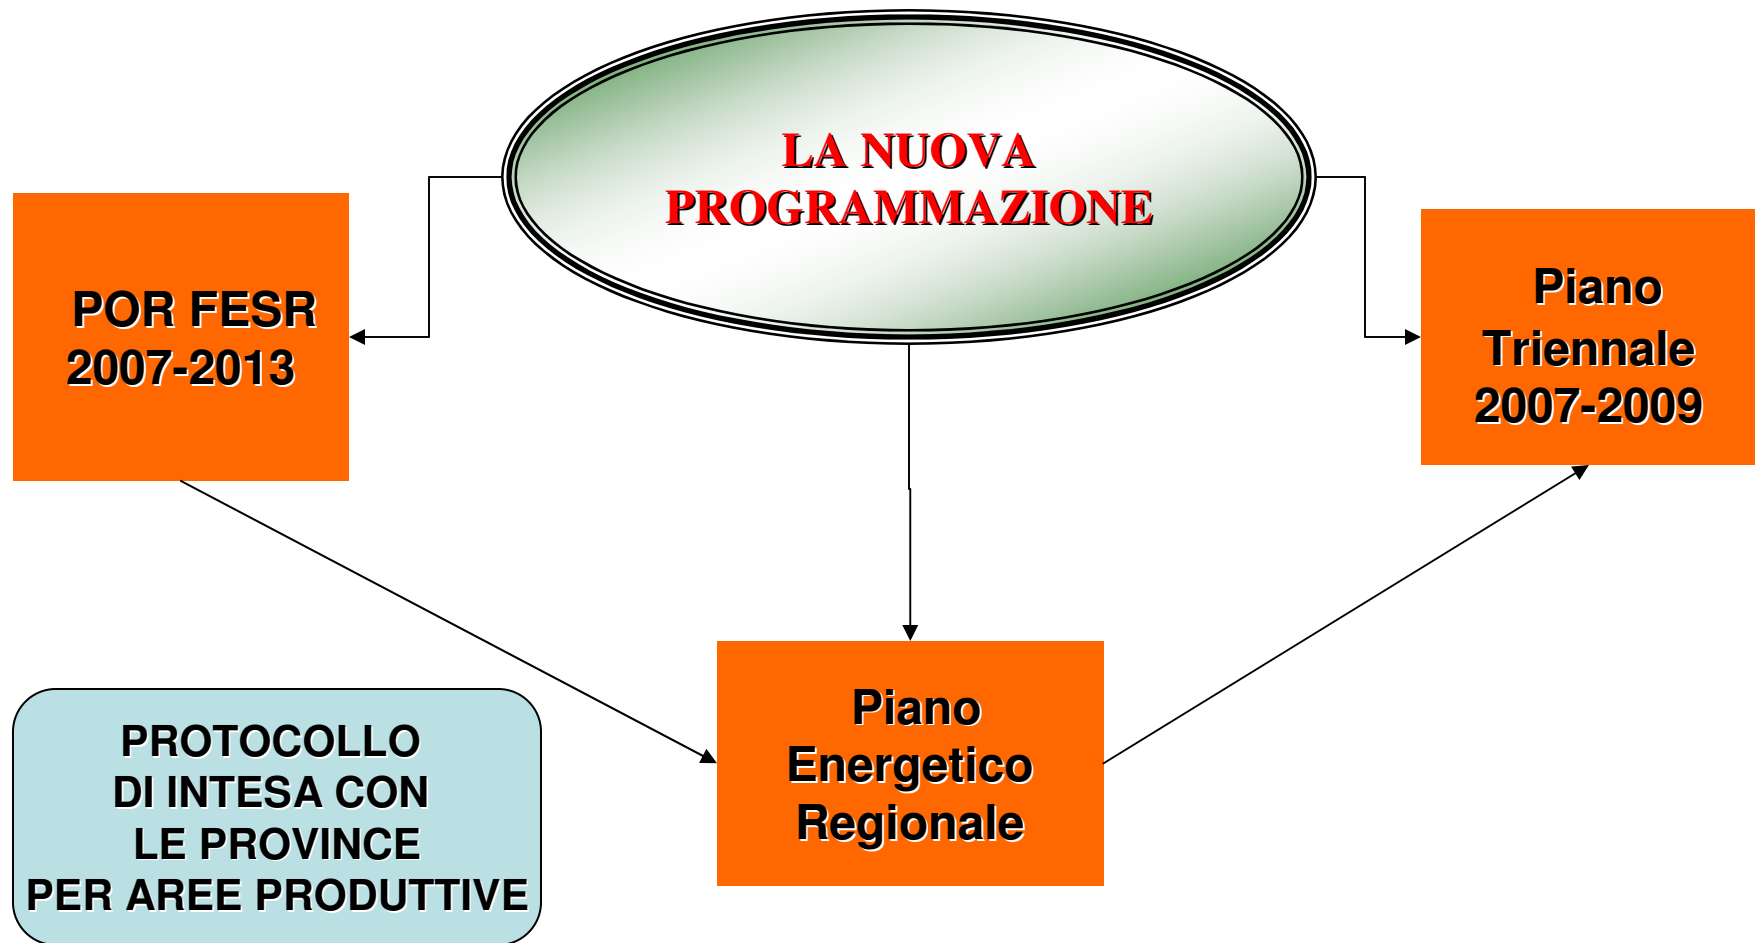 LA NUOVA
PROGRAMMAZIONE
POR FESR
2007-2013
Piano
Triennale
2007-2009
Piano
Energetico
Regionale
PROTOCOLLO
DI INTESA CON
LE PROVINCE
PER AREE PRODUTTIVE